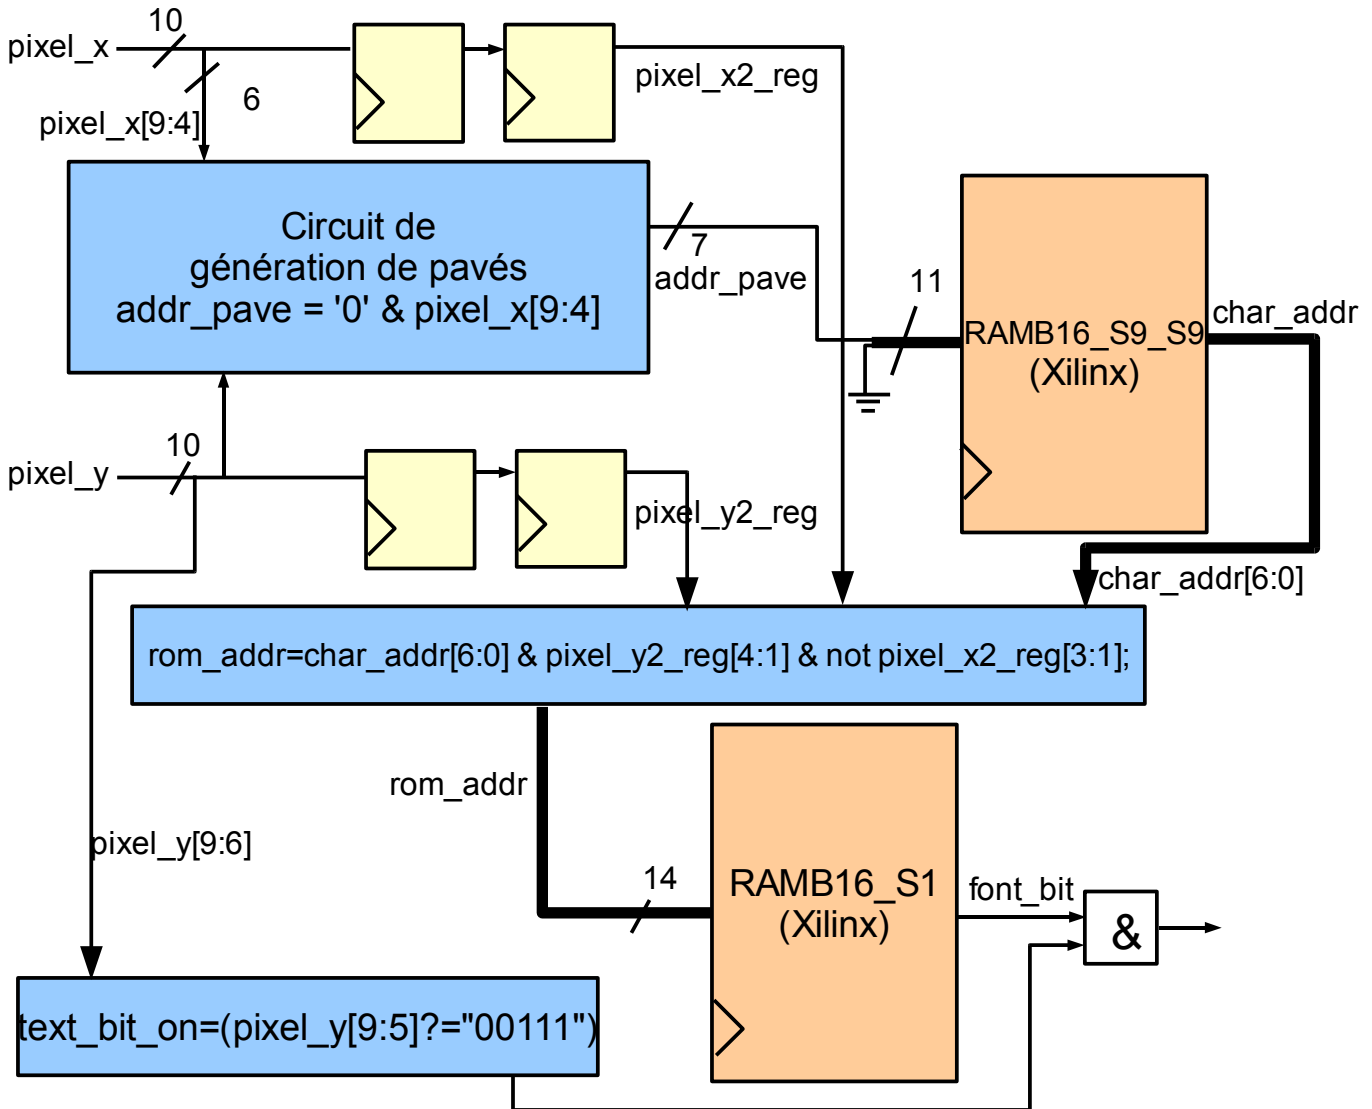 10
pixel_x
6
pixel_x[9:4]
pixel_x2_reg
Circuit de
génération de pavés
addr_pave = '0' & pixel_x[9:4]
7
addr_pave
11
RAMB16_S9_S9
(Xilinx)
char_addr
10
pixel_y
pixel_y2_reg
char_addr[6:0]
rom_addr=char_addr[6:0] & pixel_y2_reg[4:1] & not pixel_x2_reg[3:1];
rom_addr
pixel_y[9:6]
14
RAMB16_S1
(Xilinx)
font_bit
&
text_bit_on=(pixel_y[9:5]?="00111")